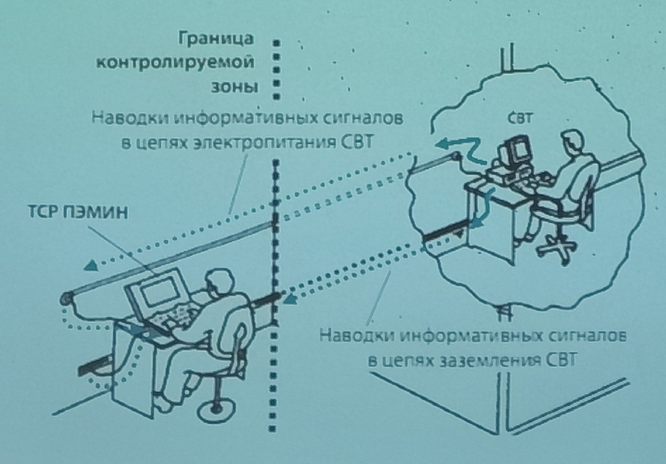 Граница
контролируемой
зоны
Наводки информативных сигналов
в цепях электропитания СВТ
СВТ
ТСР ПЭМИН
Наводки информативных сигналов
в цепях заземления СВТ